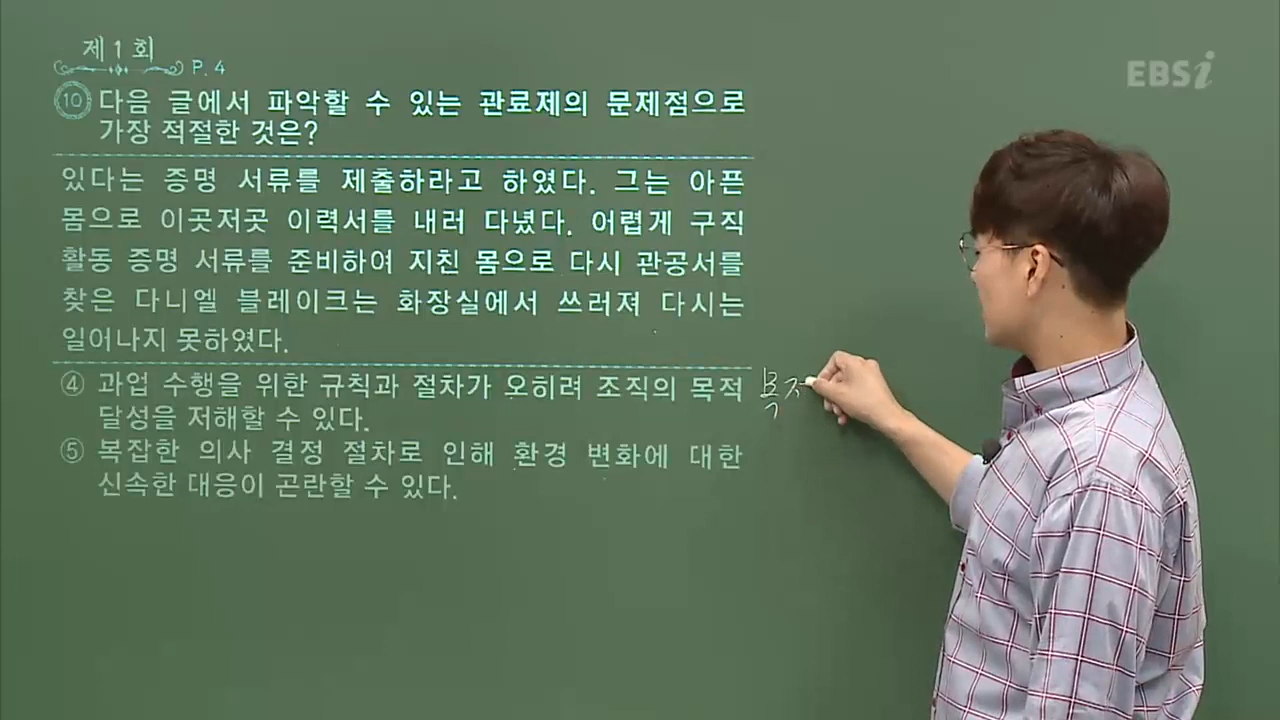 제1회
P.4
EBSi
10 다음 글에서 파악할 수 있는 관료제의 문제점으로
가장 적절한 것은?
있다는 증명 서류를 제출하라고 하였다. 그는 아픈
몸으로 이곳저곳 이력서를 내러 다녔다. 어렵게 구직
활동 증명 서류를 준비하여 지친 몸으로 다시 관공서를
찾은 다니엘 블레이크는 화장실에서 쓰러져 다시는
일어나지 못하였다.
④ 과업 수행을 위한 규칙과 절차가 오히려 조직의 목적
달성을 저해할 수 있다.
⑤ 복잡한 의사 결정 절차로 인해 환경 변화에 대한
신속한 대응이 곤란할 수 있다.
목